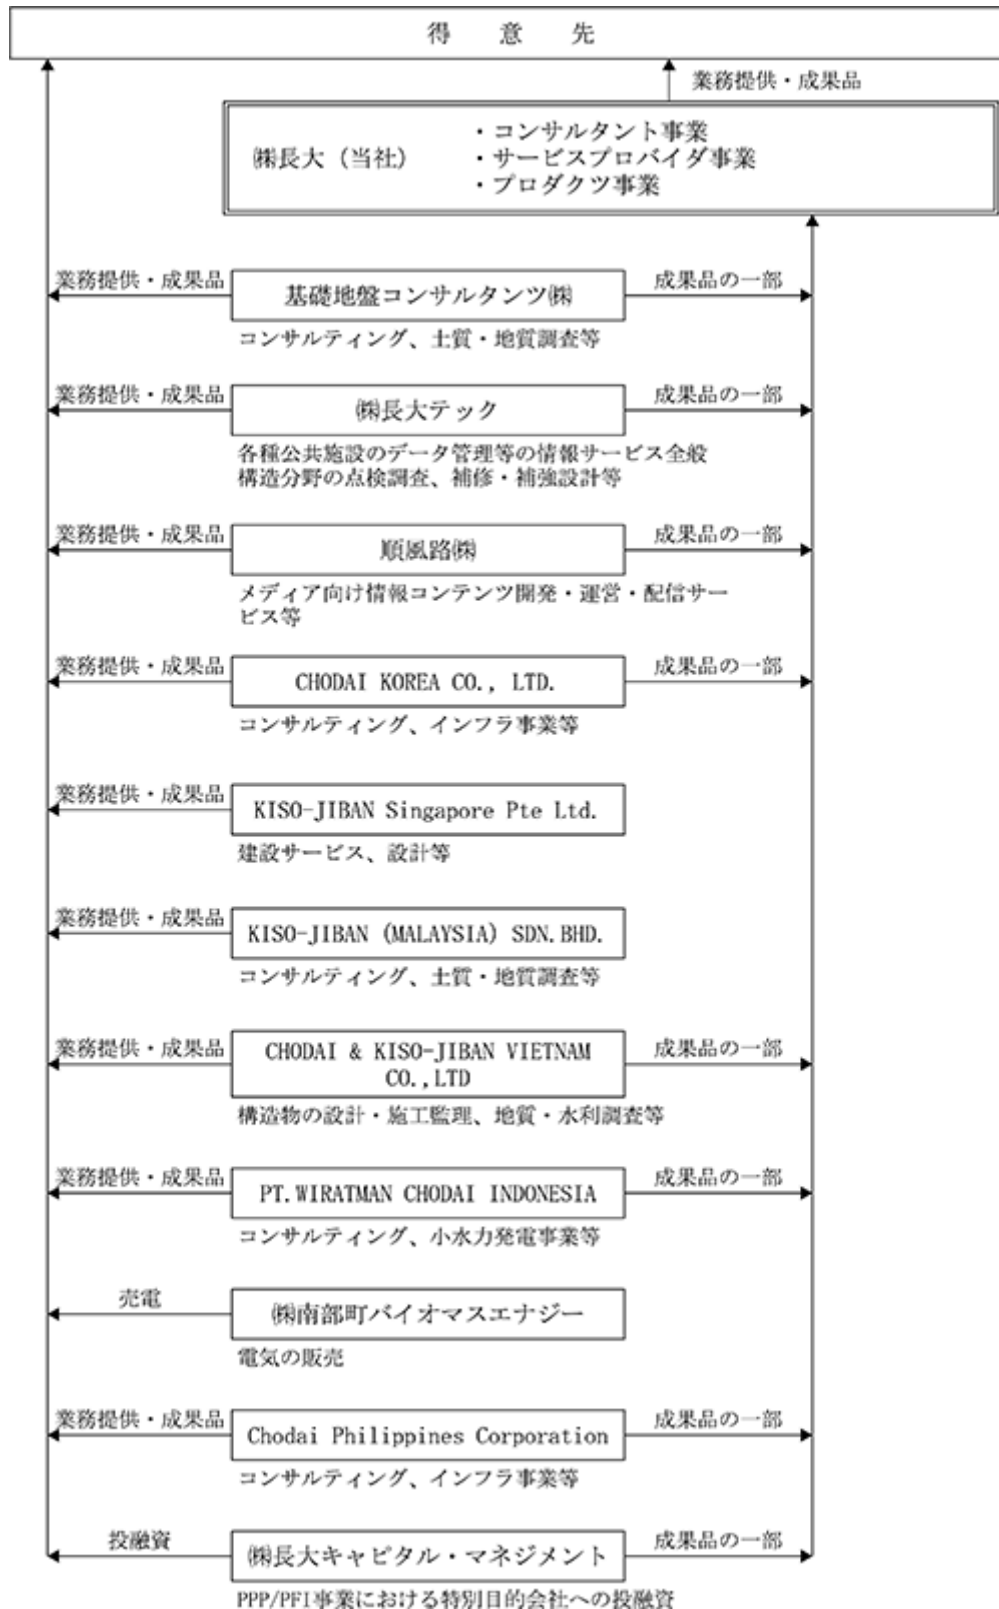 得意先
業務提供・成果品
㈱長大（当社）
・コンサルタント事業
・サービスプロバイダ事業
・プロダクツ事業
業務提供・成果品
基礎地盤コンサルタンツ㈱
成果品の一部
コンサルティング、土質・地質調査等
業務提供・成果品
㈱長大テック
成果品の一部
各種公共施設のデータ管理等の情報サービス全般
構造分野の点検調査、補修・補強設計等
業務提供・成果品
順風路㈱
成果品の一部
メディア向け情報コンテンツ開発・運営・配信サー
ビス等
業務提供・成果品
CHODAI KOREA CO., LTD.
成果品の一部
コンサルティング、インフラ事業等
業務提供・成果品
KISO-JIBAN Singapore Pte Ltd.
建設サービス、設計等
業務提供・成果品
KISO-JIBAN (MALAYSIA) SDN.BHD.
コンサルティング、土質・地質調査等
業務提供・成果品
CHODAI & KISO-JIBAN VIETNAM
CO.,LTD
成果品の一部
構造物の設計・施工監理、地質・水利調査等
業務提供・成果品
PT.WIRATMAN CHODAI INDONESIA
成果品の一部
コンサルティング、小水力発電事業等
売電
㈱南部町バイオマスエナジー
電気の販売
業務提供・成果品
Chodai Philippines Corporation
成果品の一部
コンサルティング、インフラ事業等
投融資
㈱長大キャピタル・マネジメント
成果品の一部
PPP/PFI事業における特別目的会社への投融資